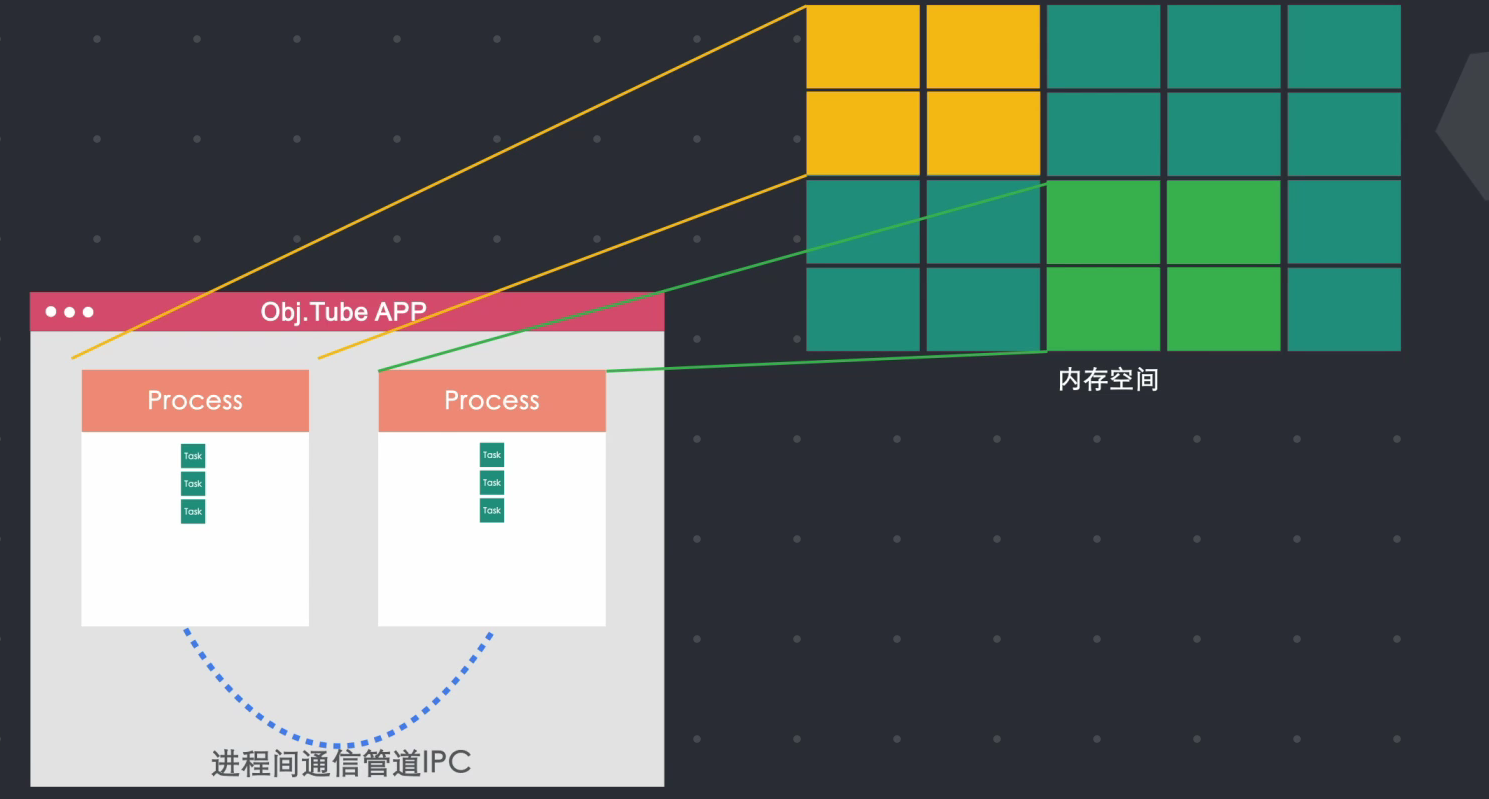 Obj.Tube APP
Process
Task
Task
Task
Process
Task
Task
Task
进程间通信管道IPC
内存空间